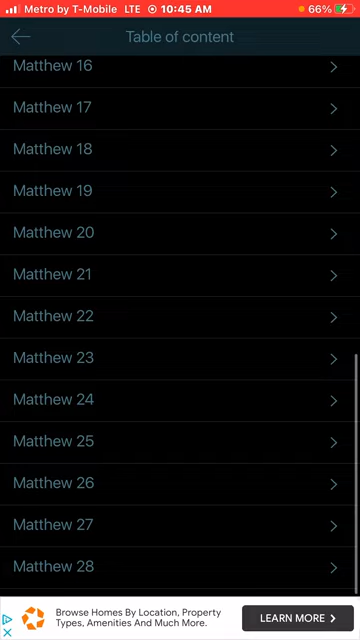 Metro by T-Mobile LTE 10:45 AM 66%
Table of content
Matthew 16
Matthew 17
Matthew 18
Matthew 19
Matthew 20
Matthew 21
Matthew 22
Matthew 23
Matthew 24
Matthew 25
Matthew 26
Matthew 27
Matthew 28
Browse Homes By Location, Property
Types, Amenities And Much More.
LEARN MORE